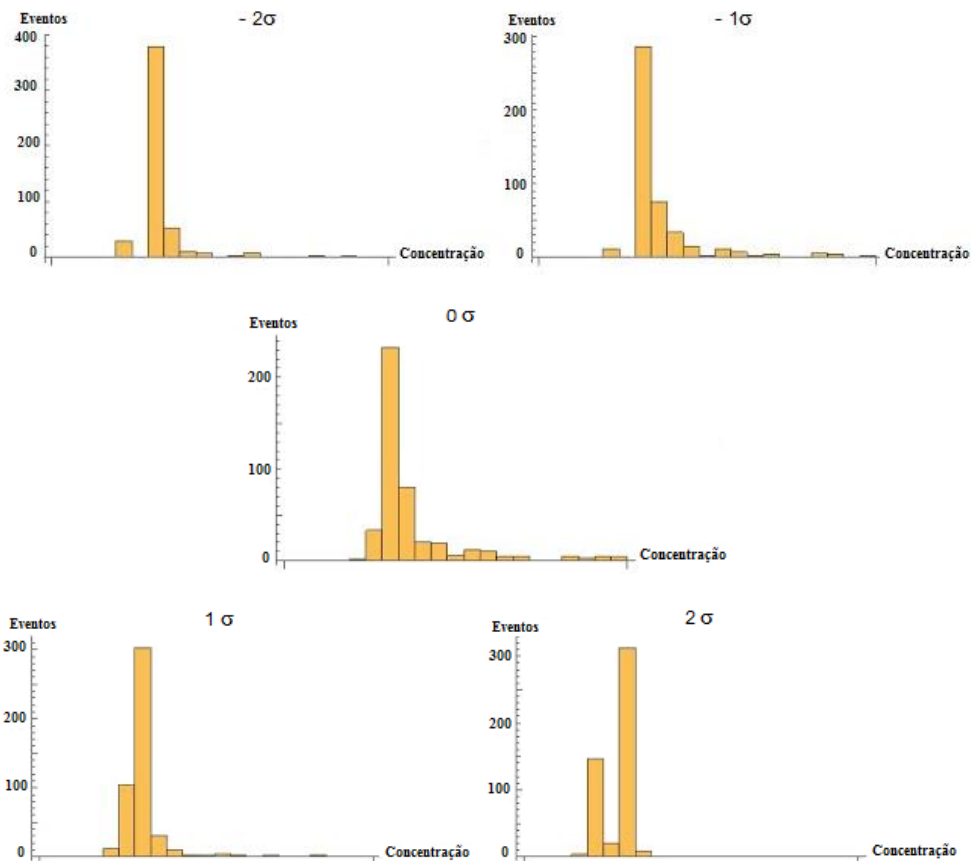 - 2σ
Eventos
400
300
200
100
0
Concentração
- 1σ
Eventos
300
200
100
0
Concentração
0 σ
Eventos
200
100
0
Concentração
1 σ
Eventos
300
200
100
0
Concentração
2 σ
Eventos
300
200
100
0
Concentração